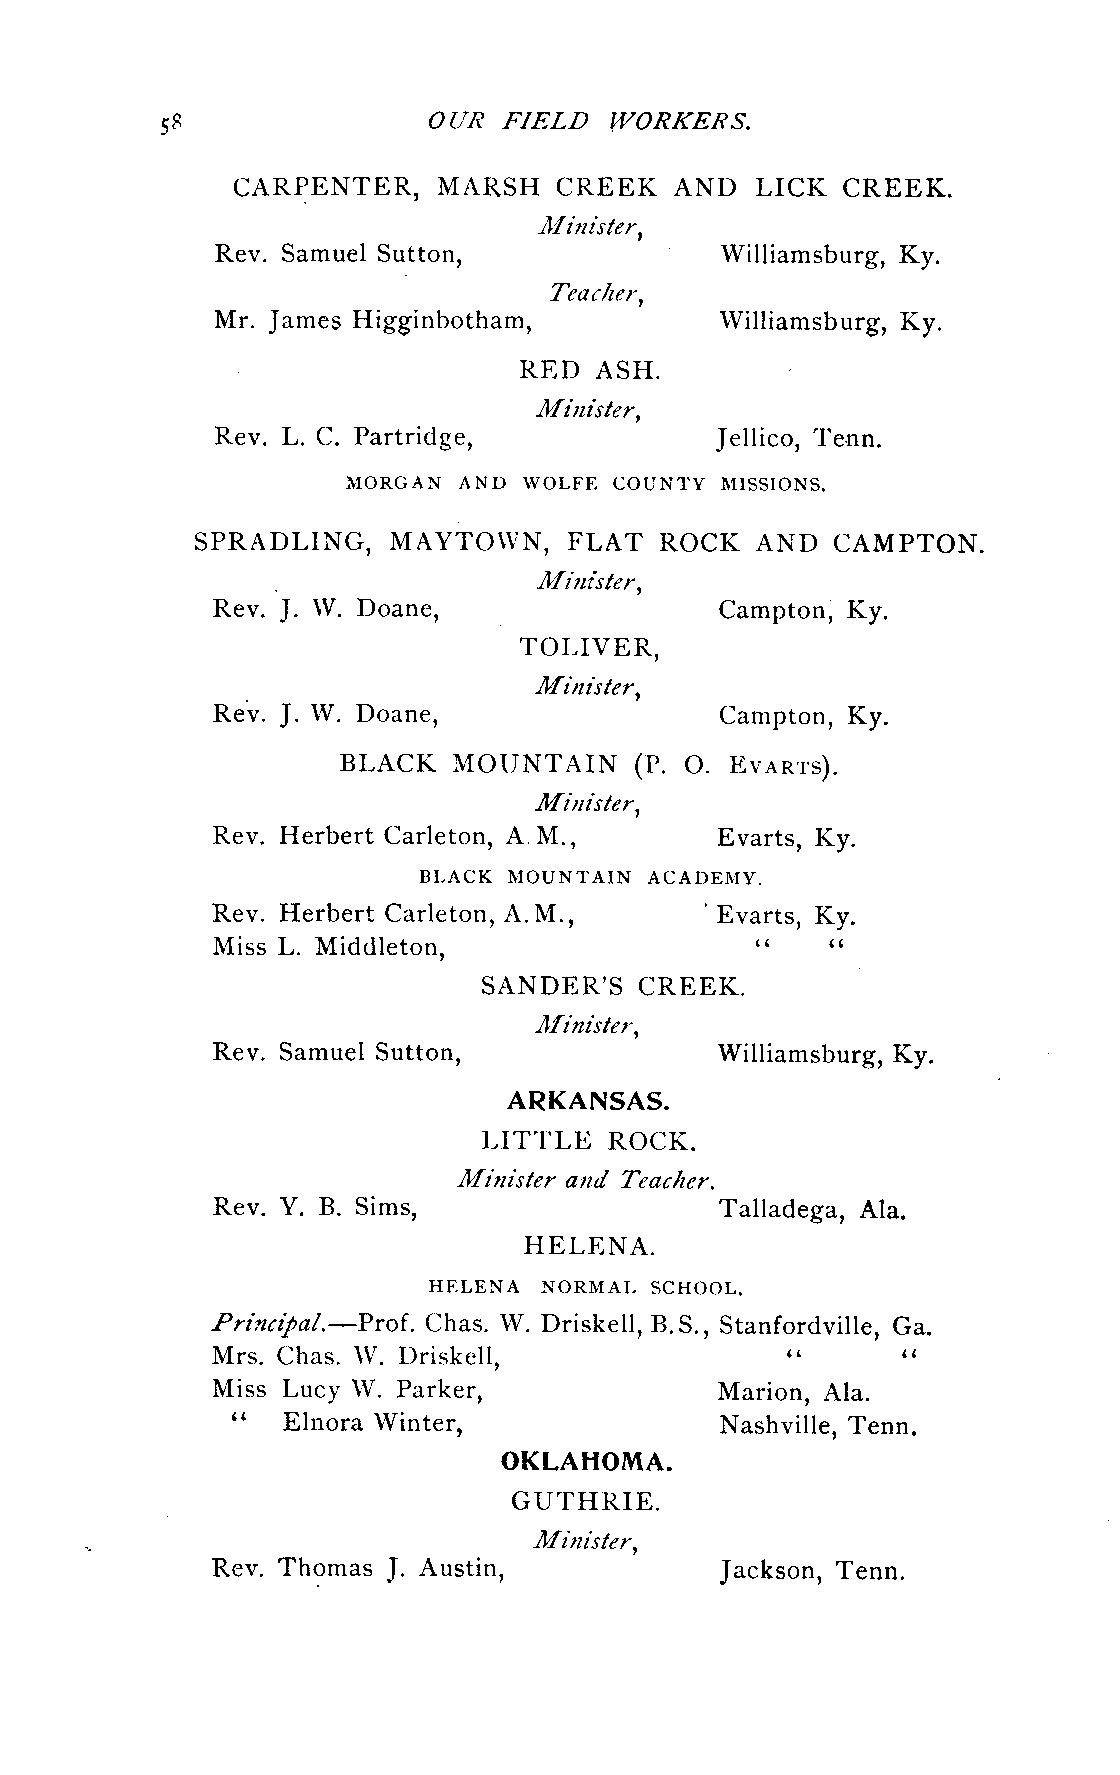 58 OUR FIELD WORKERS.
CARPENTER, MARSH CREEK AND LICK CREEK.
Minister,
Rev. Samuel Sutton, Williamsburg, Ky.
Teacher,
Mr. James Higginbotham, Williamsburg, Ky.
RED ASH.
Minister,
Rev. L. C. Partridge, Jellico, Tenn.
MORGAN AND WOLFE COUNTY MISSIONS.
SPRADLING, MAYTOWN, FLAT ROCK AND CAMPTON.
Minister,
Rev. J. W. Doane, Campton, Ky.
TOLIVER,
Minister,
Rev. J. W. Doane, Campton, Ky.
BLACK MOUNTAIN (P. O. EVARTS).
Minister,
Rev. Herbert Carleton, A. M., Evarts, Ky.
BLACK MOUNTAIN ACADEMY.
Rev. Herbert Carleton, A. M., Evarts, Ky.
Miss L. Middleton, “ “
SANDER'S CREEK.
Minister,
Rev. Samuel Sutton, Williamsburg, Ky.
ARKANSAS.
LITTLE ROCK.
Minister and Teacher.
Rev. Y. B. Sims, Talladega, Ala.
HELENA.
HELENA NORMAL SCHOOL.
Principal.—Prof. Chas. W. Driskell, B.S., Stanfordville, Ga.
Mrs. Chas. W. Driskell, “ “
Miss Lucy W. Parker, Marion, Ala.
“ Elnora Winter, Nashville, Tenn.
OKLAHOMA.
GUTHRIE.
Minister,
Rev. Thomas J. Austin, Jackson, Tenn.